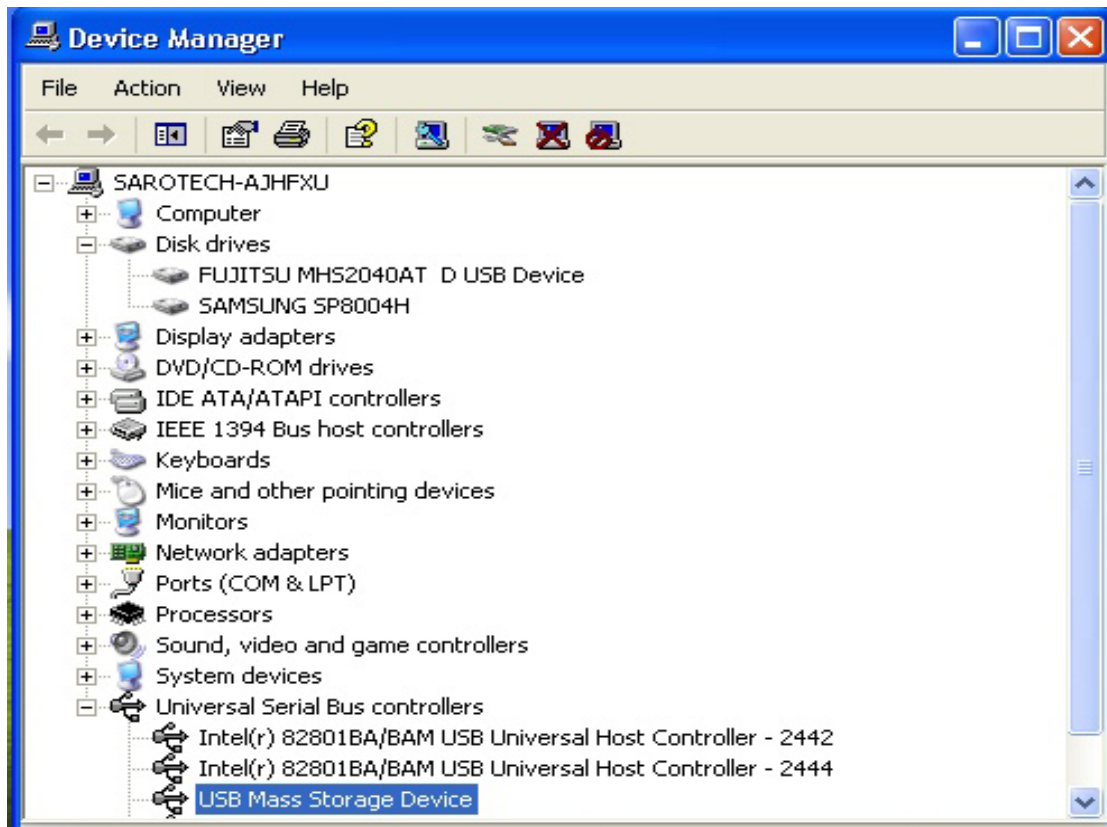 Device Manager
File Action View Help
SAROTECH-AJHFXU
Computer
Disk drives
FUJITSU MHS2040AT D USB Device
SAMSUNG SP8004H
Display adapters
DVD/CD-ROM drives
IDE ATA/ATAPI controllers
IEEE 1394 Bus host controllers
Keyboards
Mice and other pointing devices
Monitors
Network adapters
Ports (COM & LPT)
Processors
Sound, video and game controllers
System devices
Universal Serial Bus controllers
Intel(r) 82801BA/BAM USB Universal Host Controller - 2442
Intel(r) 82801BA/BAM USB Universal Host Controller - 2444
USB Mass Storage Device